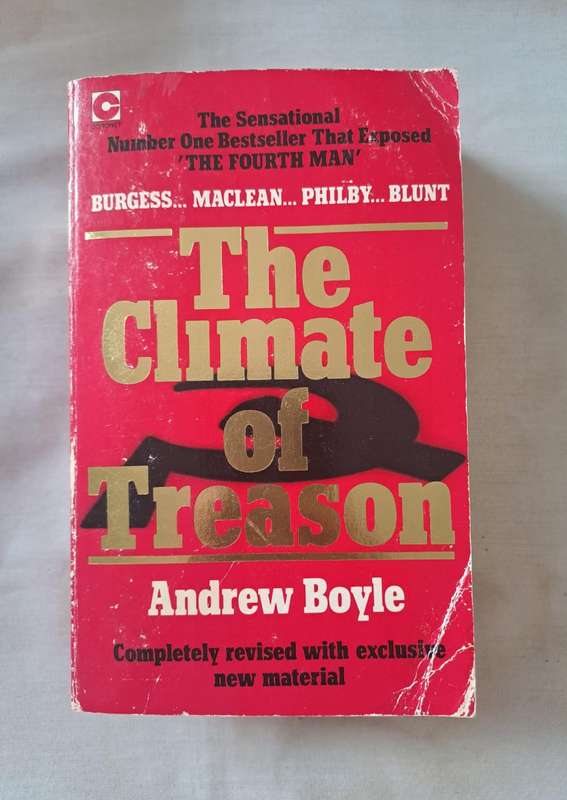 The Sensational
Number One Bestseller That Exposed
'THE FOURTH MAN'
BURGESS... MACLEAN... PHILBY... BLUNT
The
Climate
of
Treason
Andrew Boyle
Completely revised with exclusive
new material